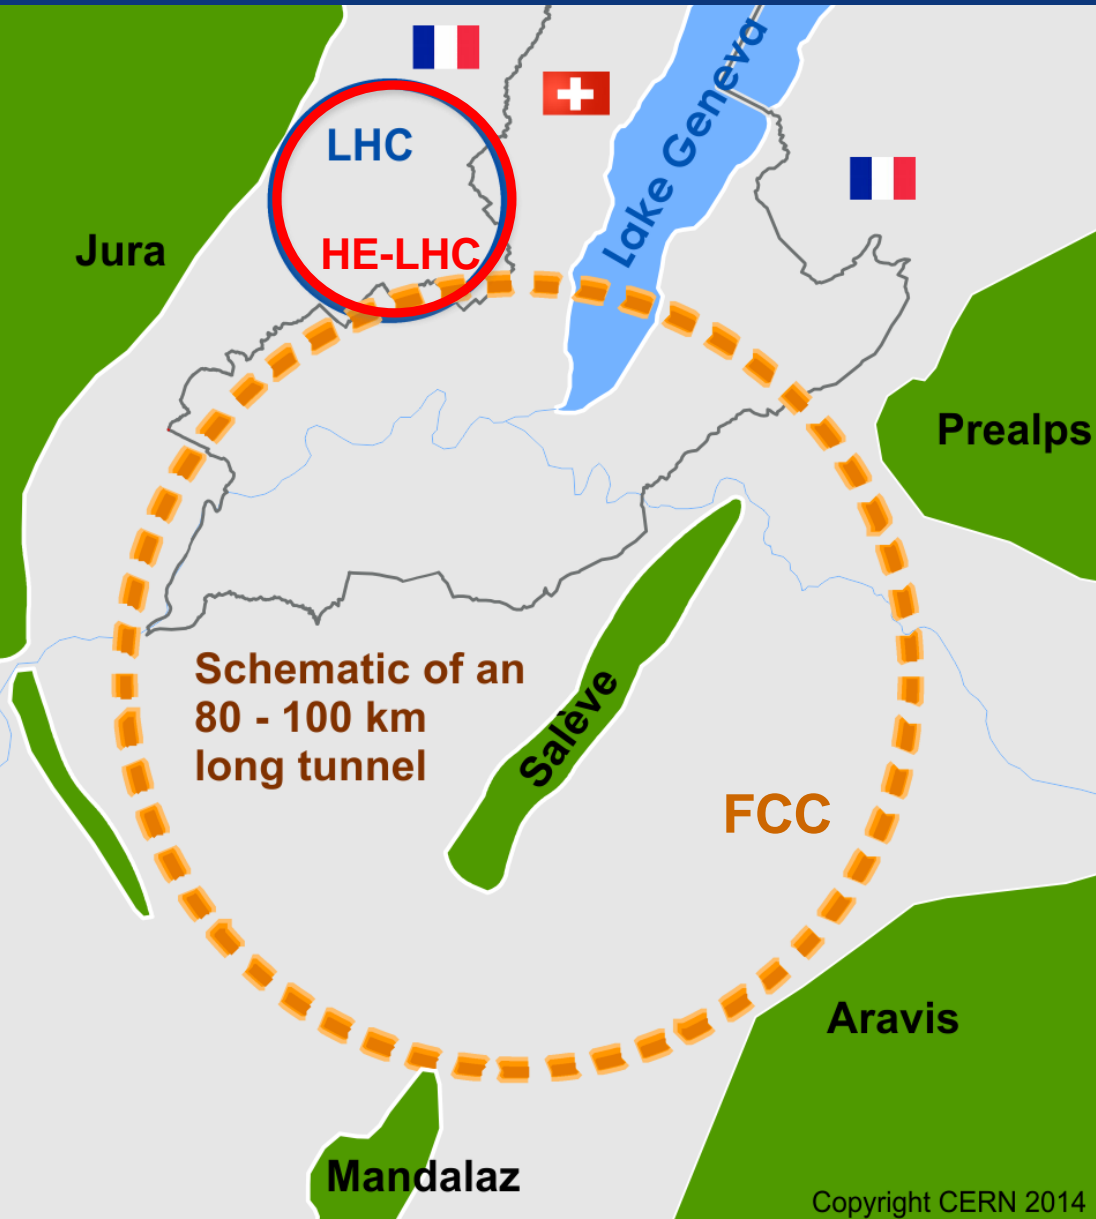 Lake Geneva
LHC
HE-LHC
Jura
Prealps
Schematic of an
80 - 100 km
long tunnel
Salève
FCC
Aravis
Mandalaz
Copyright CERN 2014